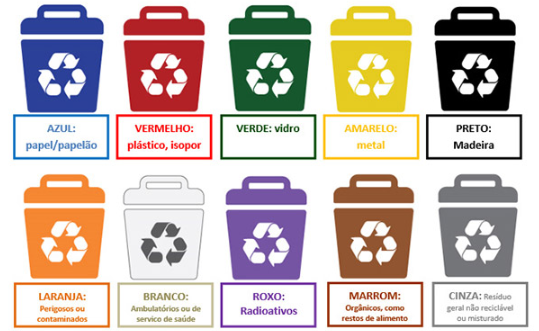 AZUL:
papel/papelão
VERMELHO:
plástico, isopor
VERDE: vidro
AMARELO:
metal
PRETO:
Madeira
LARANJA:
Perigosos ou
contaminados
BRANCO:
Ambulatórios ou de
servico de saúde
ROXO:
Radioativos
MARROM:
Orgânicos, como
restos de alimento
CINZA: Resíduo
geral não reciclável
ou misturado